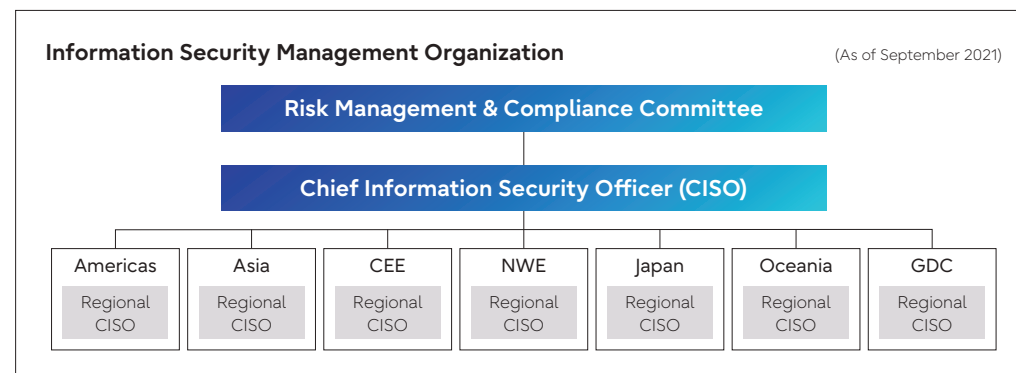 Information Security Management Organization
(As of September 2021)
Risk Management & Compliance Committee
Chief Information Security Officer (CISO)
Americas
Regional
CISO
Asia
Regional
CISO
CEE
Regional
CISO
NWE
Regional
CISO
Japan
Regional
CISO
Oceania
Regional
CISO
GDC
Regional
CISO